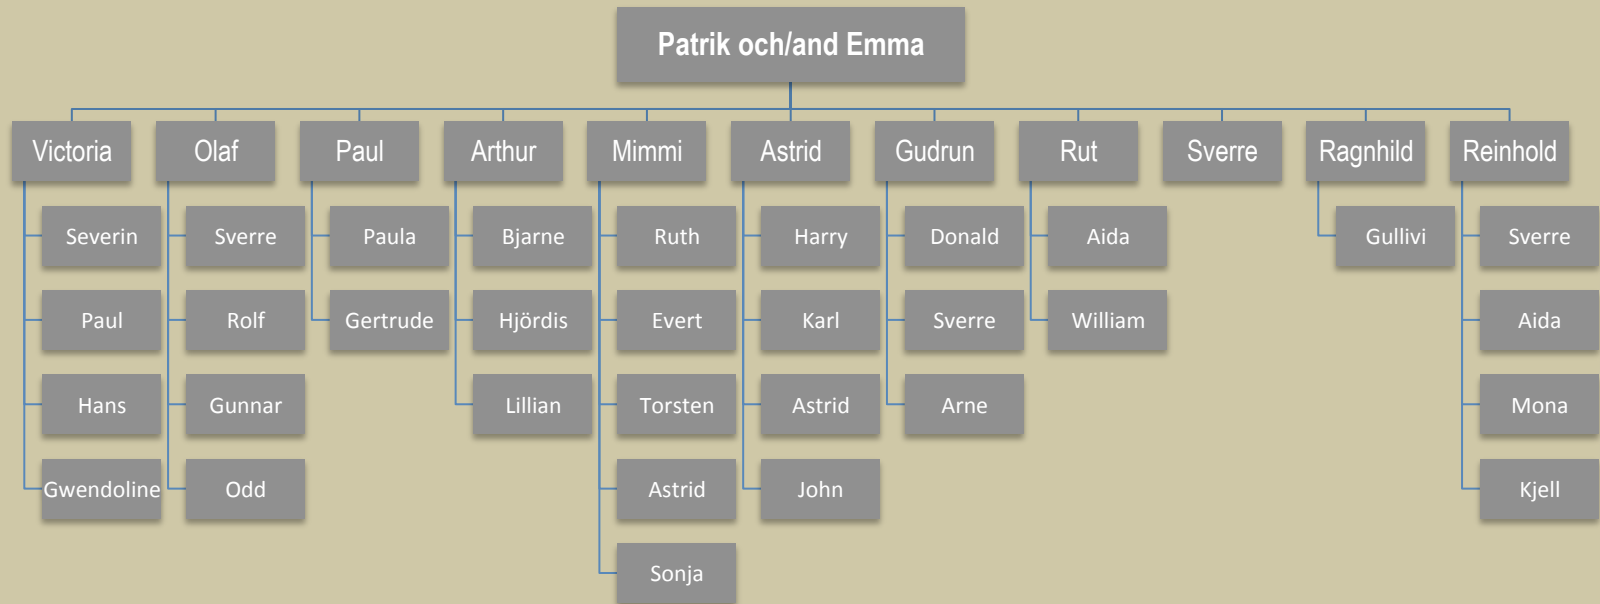 Patrik och/and Emma
Victoria
Olaf
Paul
Arthur
Mimmi
Astrid
Gudrun
Rut
Sverre
Ragnhild
Reinhold
Severin
Paul
Hans
Gwendoline
Sverre
Rolf
Gunnar
Odd
Paula
Gertrude
Bjarne
Hjördis
Lillian
Ruth
Evert
Torsten
Astrid
Sonja
Harry
Karl
Astrid
John
Donald
Sverre
Arne
Aida
William
Gullivi
Sverre
Aida
Mona
Kjell